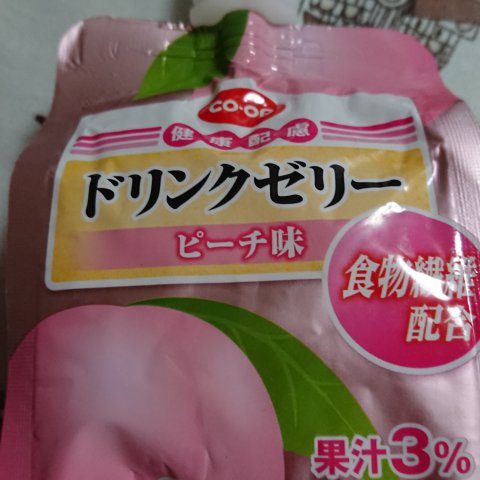 CO-OP
健康配慮
ドリンクゼリー
ピーチ味
食物繊維
配合
果汁3%